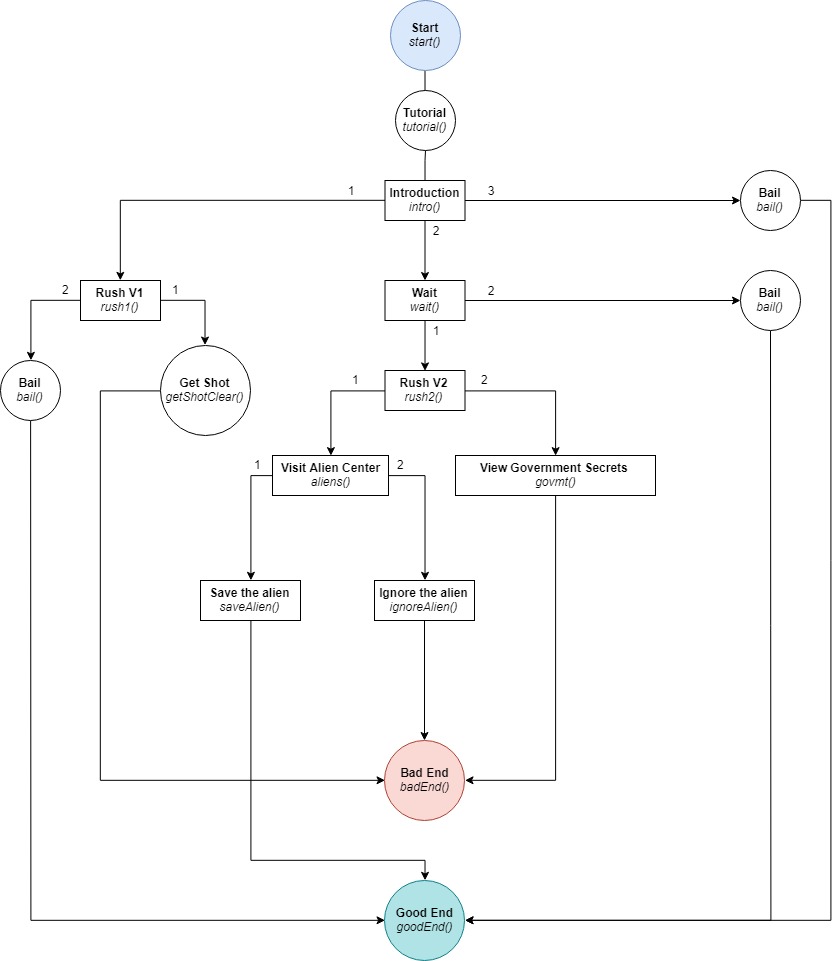 Start
start()
Tutorial
tutorial()
1
Introduction
intro()
3
Bail
bail()
2
2
Rush V1
rush1()
1
Wait
wait()
2
Bail
bail()
1
Bail
bail()
Get Shot
getShotClear()
1
Rush V2
rush2()
2
1
Visit Alien Center
aliens()
2
View Government Secrets
govmt()
Save the alien
saveAlien()
Ignore the alien
ignoreAlien()
Bad End
badEnd()
Good End
goodEnd()